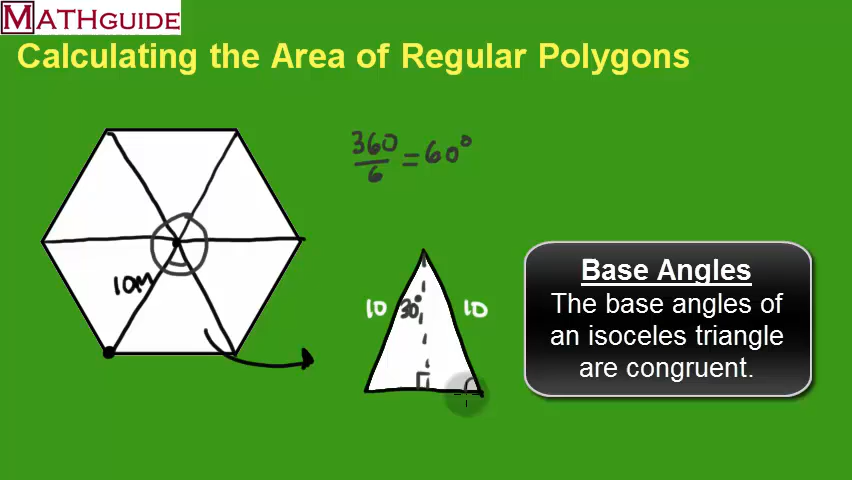 MATHGUIDE
Calculating the Area of Regular Polygons
360
6
=60°
10m
10
30°
10
Base Angles
The base angles of
an isoceles triangle
are congruent.